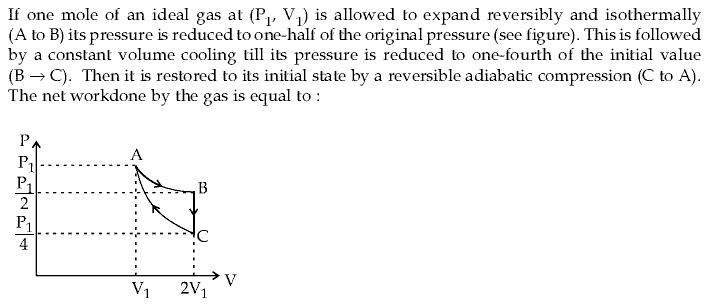 If one mole of an ideal gas at (P₁, V₁) is allowed to expand reversibly and isothermally
(A to B) its pressure is reduced to one-half of the original pressure (see figure). This is followed
by a constant volume cooling till its pressure is reduced to one-fourth of the initial value
(B → C). Then it is restored to its initial state by a reversible adiabatic compression (C to A).
The net workdone by the gas is equal to :
P
P₁
A
P₁/2
B
P₁/4
C
V₁
2V₁
V